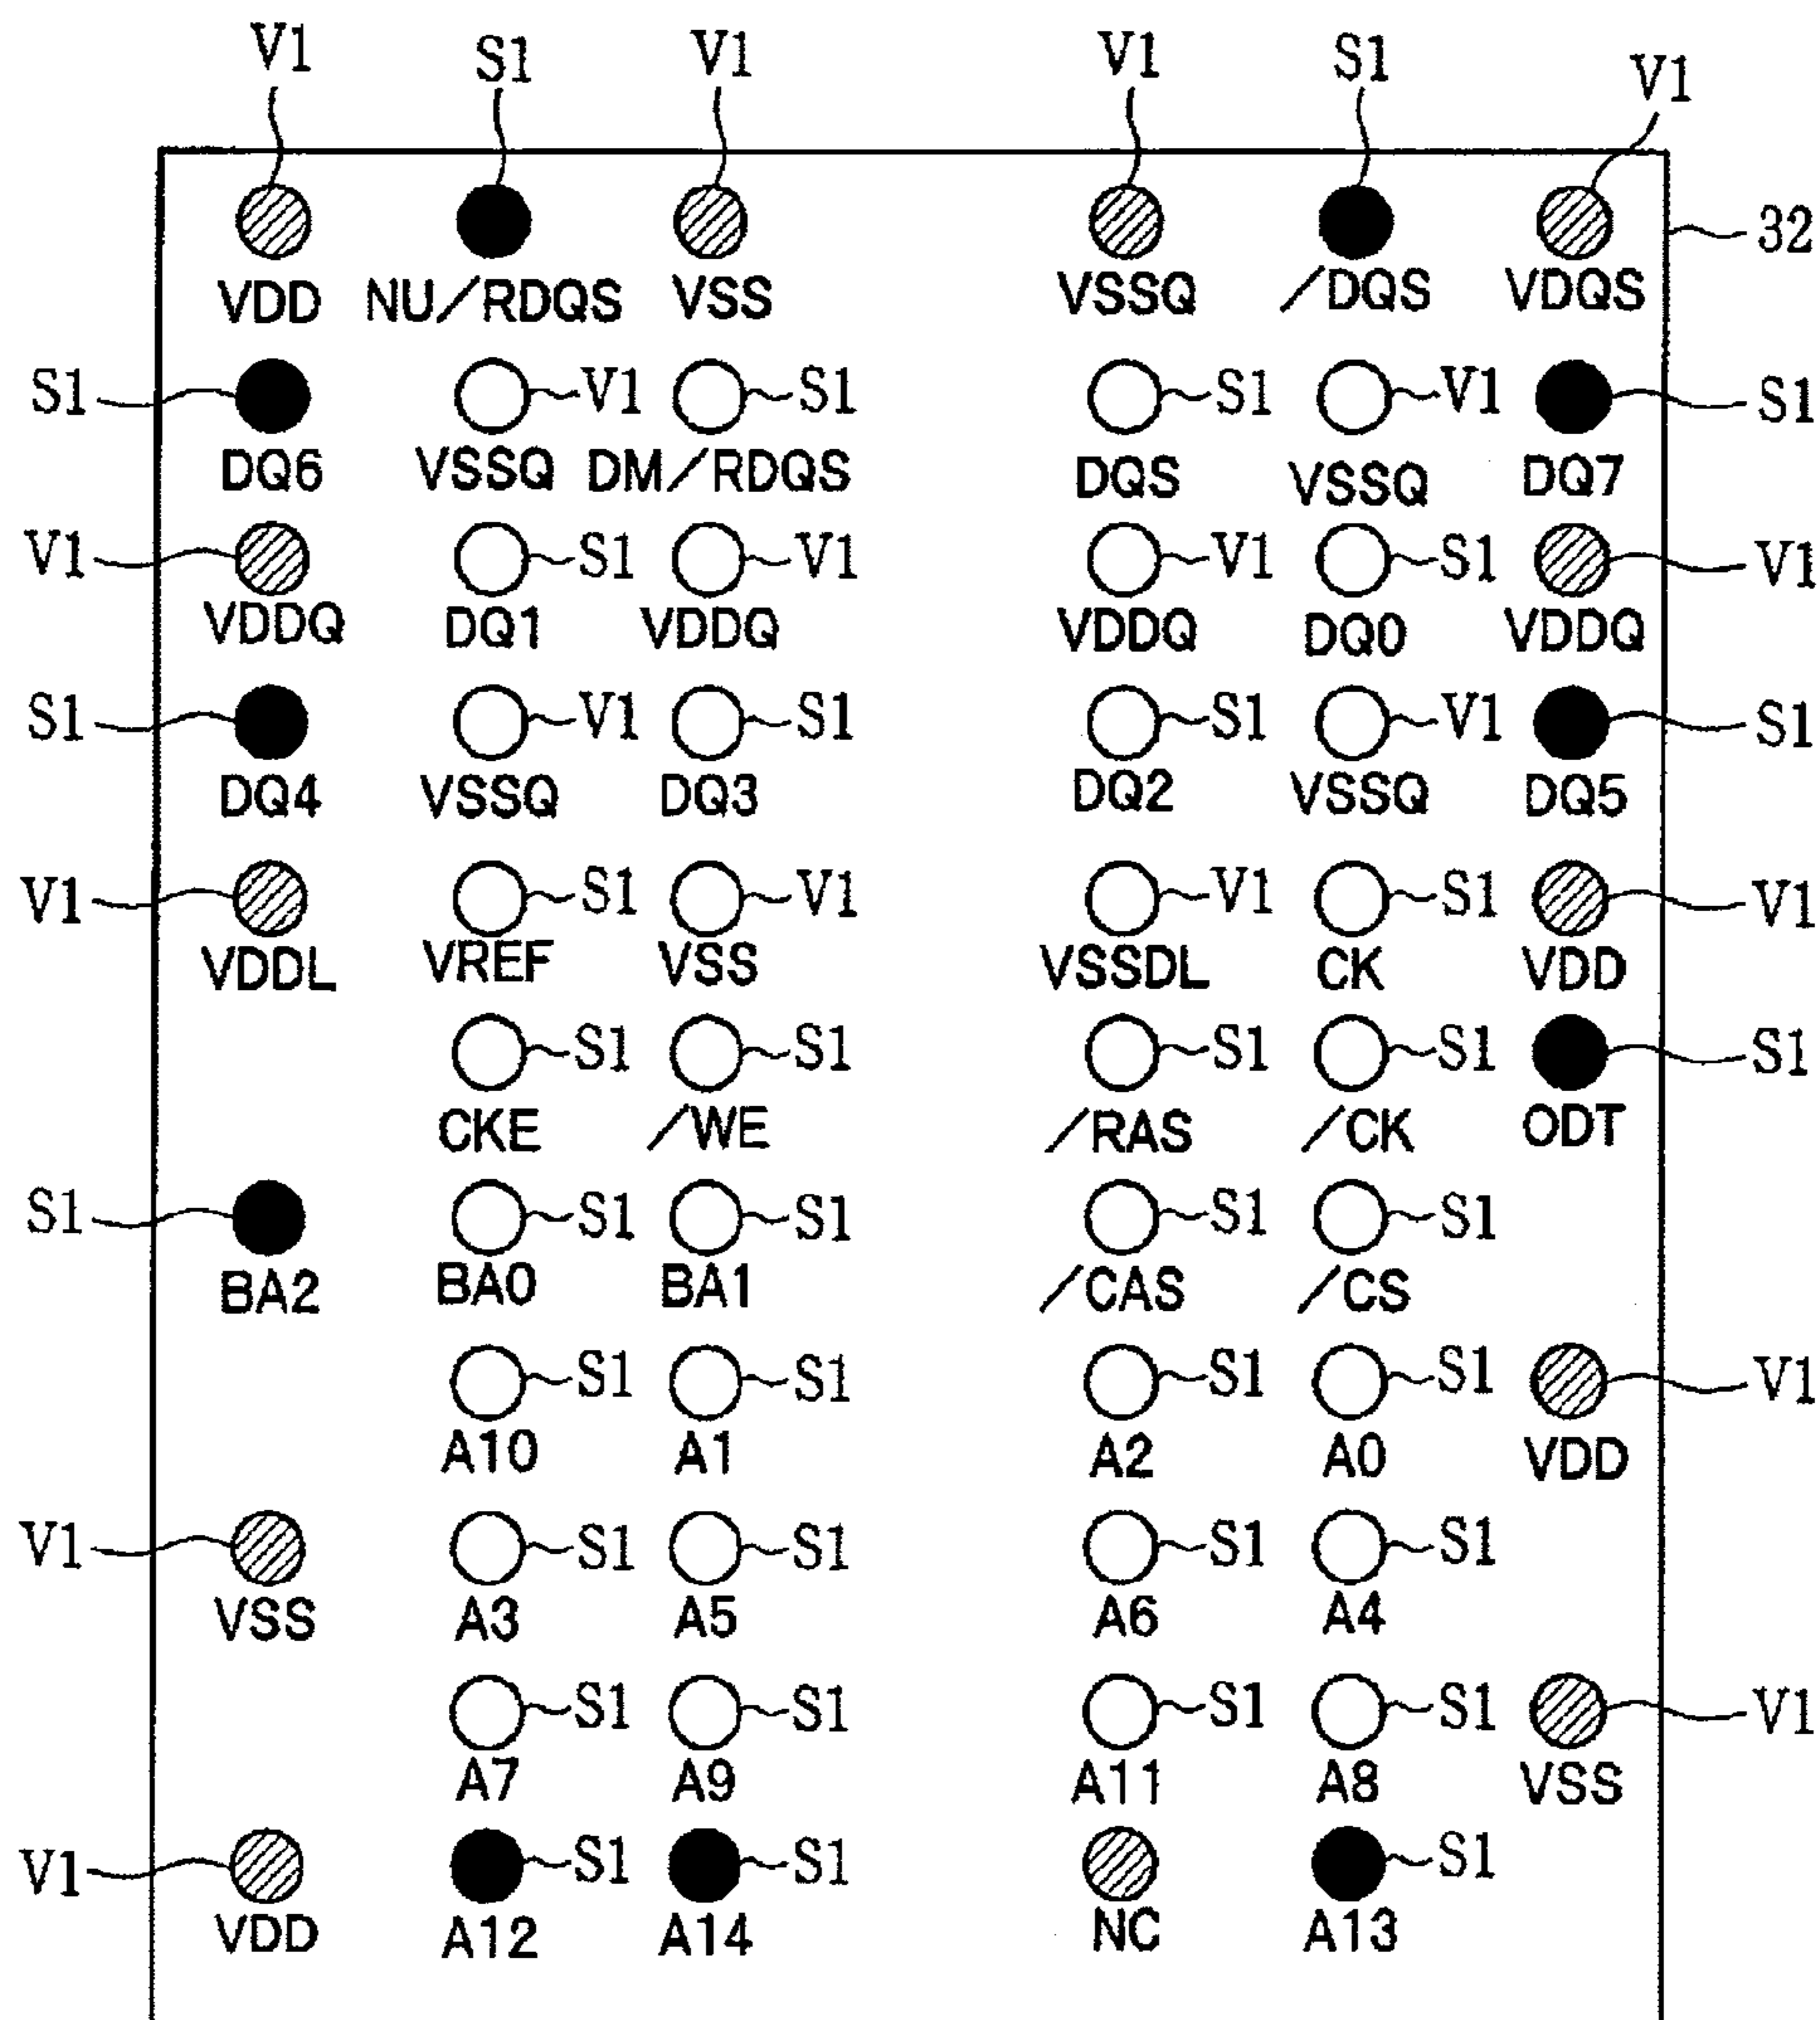 V1 S1 V1 V1 S1 V1
32
VDD NU/RDQS VSS VSSQ /DQS VDQS
S1 V1 S1 S1 V1 S1
DQ6 VSSQ DM/RDQS DQS VSSQ DQ7
V1 S1 V1 V1 S1 V1
VDDQ DQ1 VDDQ VDDQ DQ0 VDDQ
S1 V1 S1 S1 V1 S1
DQ4 VSSQ DQ3 DQ2 VSSQ DQ5
V1 S1 V1 V1 S1 V1
VDDL VREF VSS VSSDL CK VDD
S1 S1 S1 S1 S1
CKE /WE /RAS /CK ODT
S1 S1 S1 S1 S1
BA2 BA0 BA1 /CAS /CS
S1 S1 S1 S1 V1
A10 A1 A2 A0 VDD
V1 S1 S1 S1 S1
VSS A3 A5 A6 A4
S1 S1 S1 S1 V1
A7 A9 A11 A8 VSS
V1 S1 S1 S1
VDD A12 A14 NC A13